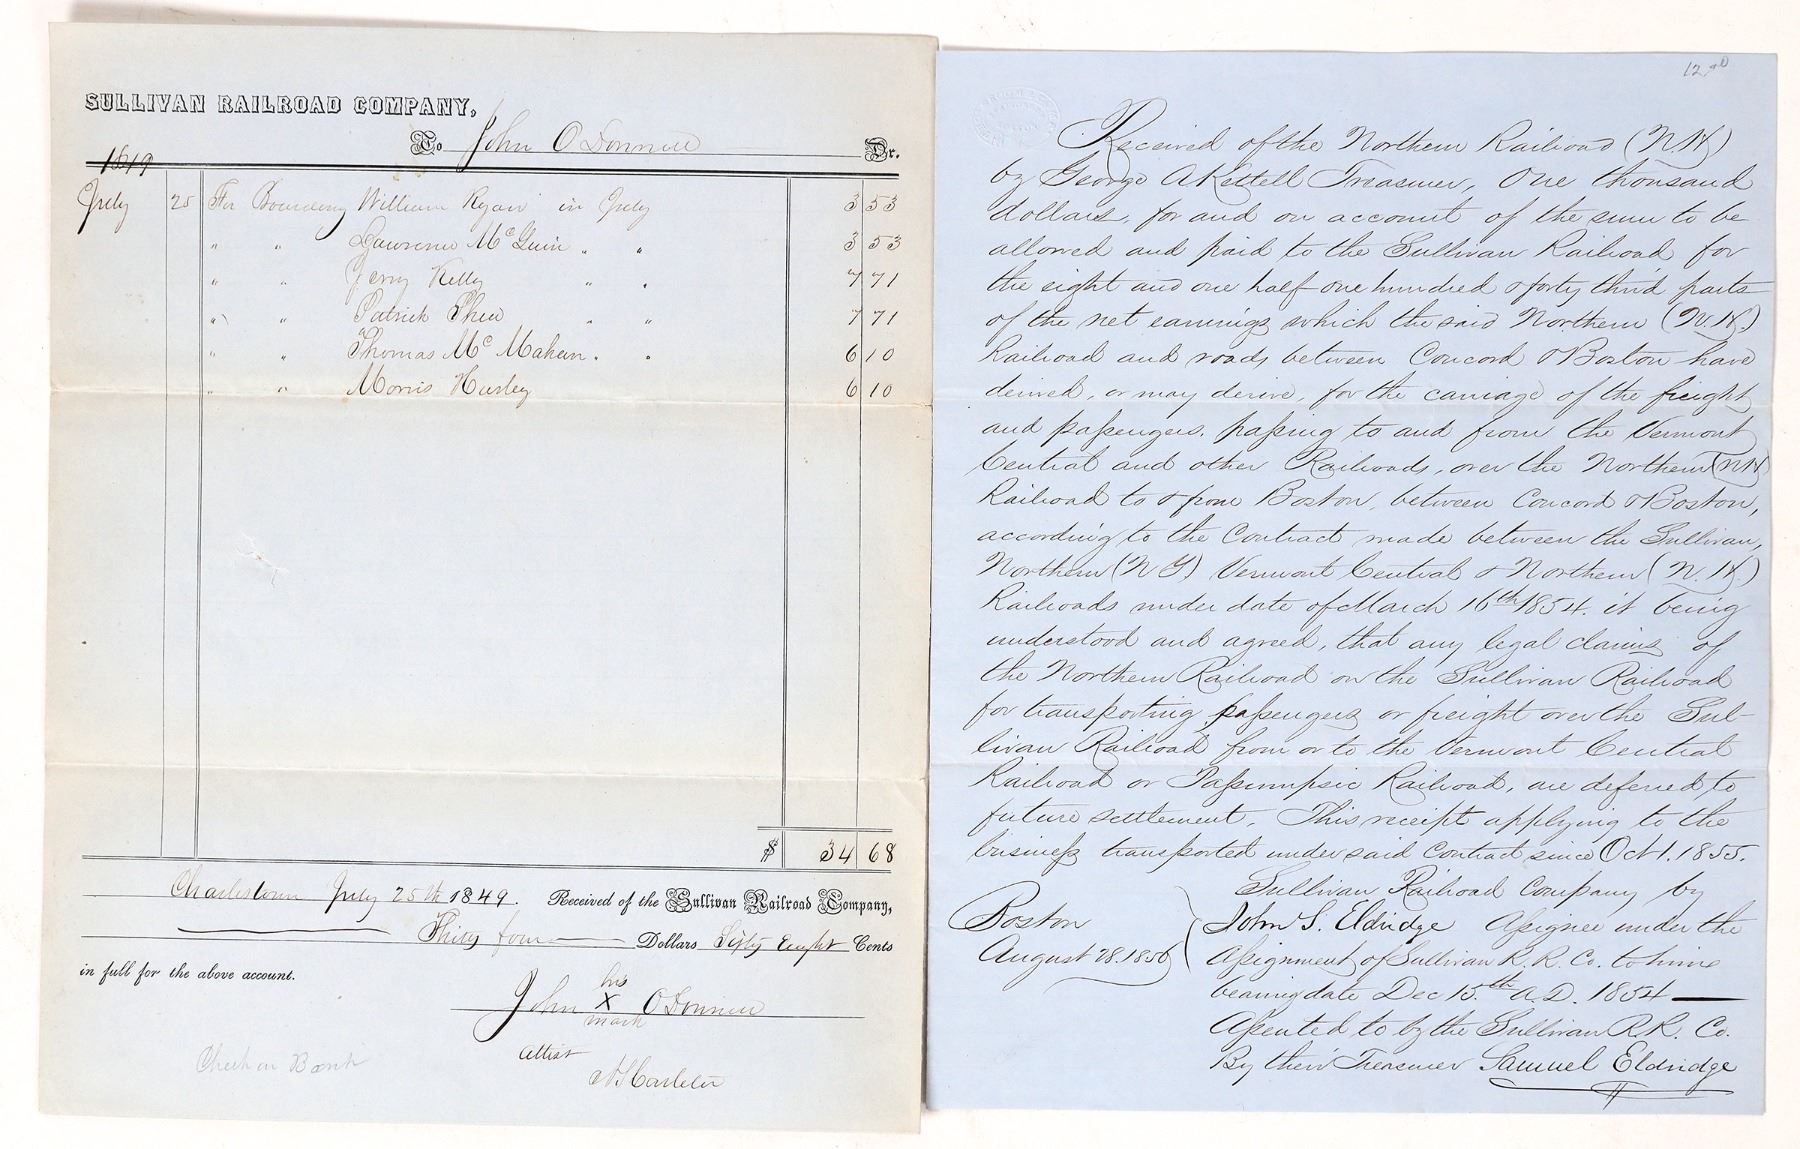 SULLIVAN RAILROAD COMPANY,
To John O Donnell Dr.
1849
July 25 For Boarding William Ryan in July 3 53
" " Lawrence McGuin " " 3 53
" " Jerry Kelly " " 7 71
" " Patrick Shea " " 7 71
" " Thomas Mc Mahan " " 6 10
" " Morris Hurley 6 10
$ 34 68
Charlestown July 25th 1849. Received of the Sullivan Railroad Company,
Thirty four Dollars Sixty Eught Cents
in full for the above account.
his
John X O Donnell
mark
Attest
Check on Bank
12.00
Received of the Northern Railroad (N.H)
by George A Kettell Treasurer, One thousand
dollars, for and on account of the sum to be
allowed and paid to the Sullivan Railroad for
the eight and one half one hundred & forty third parts
of the net earnings which the said Northern (N.H.)
Railroad and roads between Concord & Boston have
derived, or may derive, for the carriage of the freight
and passengers, passing to and from the Vermont
Central and other Railroads, over the Northern (N.H)
Railroad to & from Boston, between Concord & Boston,
according to the Contract made between the Sullivan,
Northern (N Y) Vermont Central & Northern (N. H.)
Railroads under date of March 16th 1854. it being
understood and agreed, that any legal claims of
the Northern Railroad on the Sullivan Railroad
for transporting passengers or freight over the Sul-
livan Railroad from or to the Vermont Central
Railroad or Passumpsic Railroad, are deferred to
future settlement. This receipt applying to the
business transported under said Contract since Oct 1. 1855.
Sullivan Railroad Company by
Boston
John S. Eldridge Assignee under the
August 28. 1856
Assignment of Sullivan R. R. Co. to him
bearing date Dec 15.th A.D. 1854
Assented to by the Sullivan R.R. Co.
By their Treasurer Samuel Eldridge